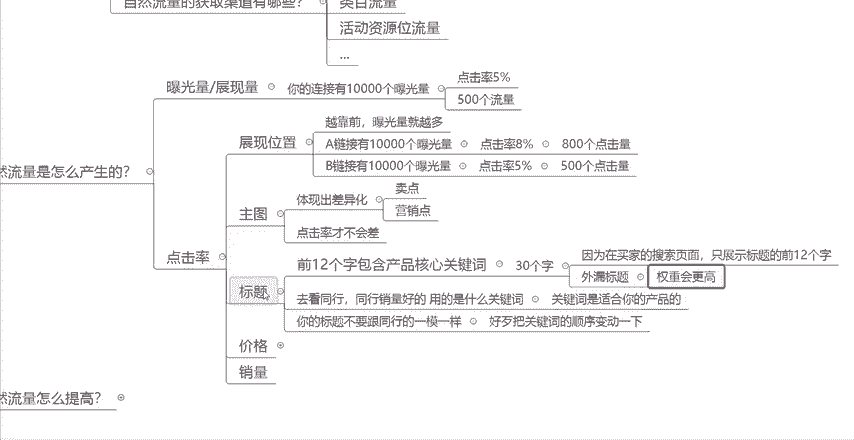 自然流量的获取渠道有哪些？
类目流量
活动资源位流量
...
然流量是怎么产生的？
曝光量/展现量
你的连接有10000个曝光量
点击率5%
500个流量
点击率
展现位置
越靠前，曝光量就越多
A链接有10000个曝光量
点击率8%
800个点击量
B链接有10000个曝光量
点击率5%
500个点击量
主图
体现出差异化
卖点
营销点
点击率才不会差
标题
前12个字包含产品核心关键词
30个字
因为在买家的搜索页面，只展示标题的前12个字
外漏标题
权重会更高
去看同行，同行销量好的 用的是什么关键词
关键词是适合你的产品的
你的标题不要跟同行的一模一样
好歹把关键词的顺序变动一下
价格
销量
然流量怎么提高？